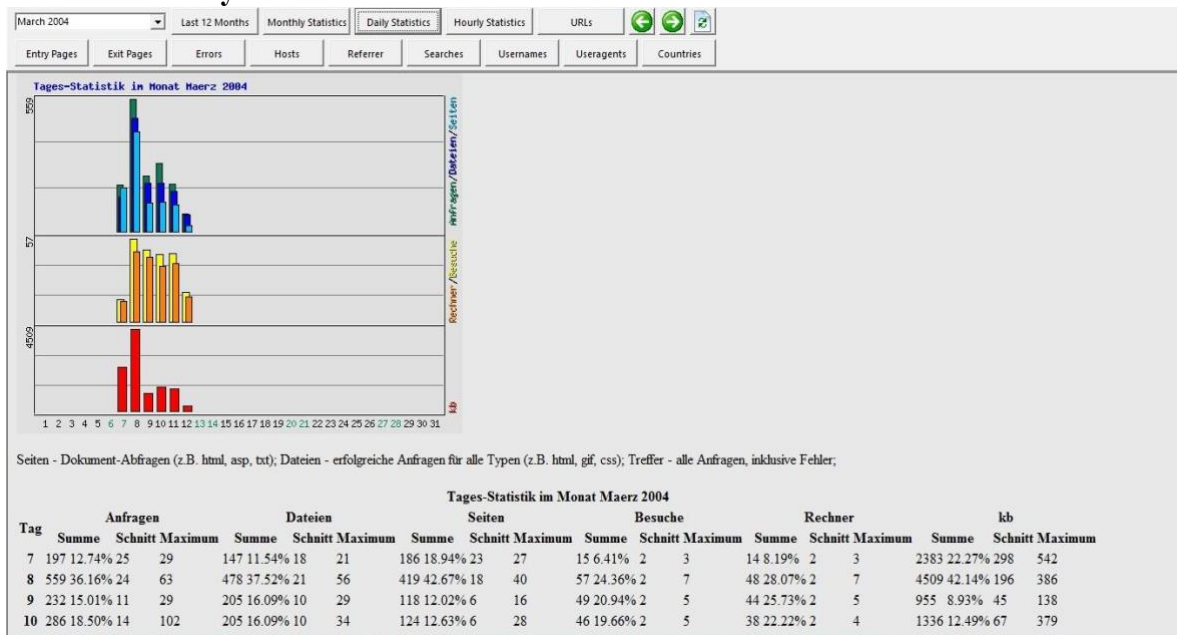 March 2004 Last 12 Months Monthly Statistics Daily Statistics Hourly Statistics URLs
Entry Pages Exit Pages Errors Hosts Referrer Searches Usernames Useragents Countries
Tages-Statistik im Monat Maerz 2004
559
Anfragen/Dateien/Seiten
57
Rechner/Besuche
4509
kb
1 2 3 4 5 6 7 8 9 10 11 12 13 14 15 16 17 18 19 20 21 22 23 24 25 26 27 28 29 30 31
Seiten - Dokument-Abfragen (z.B. html, asp, txt); Dateien - erfolgreiche Anfragen für alle Typen (z.B. html, gif, css); Treffer - alle Anfragen, inklusive Fehler;
Tages-Statistik im Monat Maerz 2004
Tag Anfragen Dateien Seiten Besuche Rechner kb
Summe Schnitt Maximum Summe Schnitt Maximum Summe Schnitt Maximum Summe Schnitt Maximum Summe Schnitt Maximum Summe Schnitt Maximum
7 197 12.74% 25 29 147 11.54% 18 21 186 18.94% 23 27 15 6.41% 2 3 14 8.19% 2 3 2383 22.27% 298 542
8 559 36.16% 24 63 478 37.52% 21 56 419 42.67% 18 40 57 24.36% 2 7 48 28.07% 2 7 4509 42.14% 196 386
9 232 15.01% 11 29 205 16.09% 10 29 118 12.02% 6 16 49 20.94% 2 5 44 25.73% 2 5 955 8.93% 45 138
10 286 18.50% 14 102 205 16.09% 10 34 124 12.63% 6 28 46 19.66% 2 5 38 22.22% 2 4 1336 12.49% 67 379